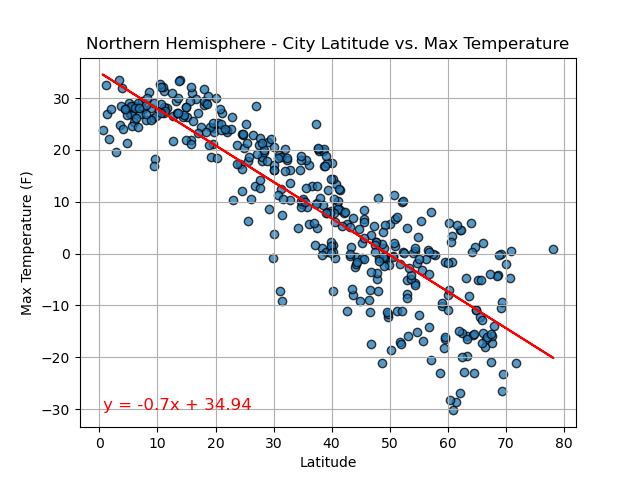 Northern Hemisphere - City Latitude vs. Max Temperature
Max Temperature (F)
30
20
10
0
−10
−20
−30
y = -0.7x + 34.94
0 10 20 30 40 50 60 70 80
Latitude